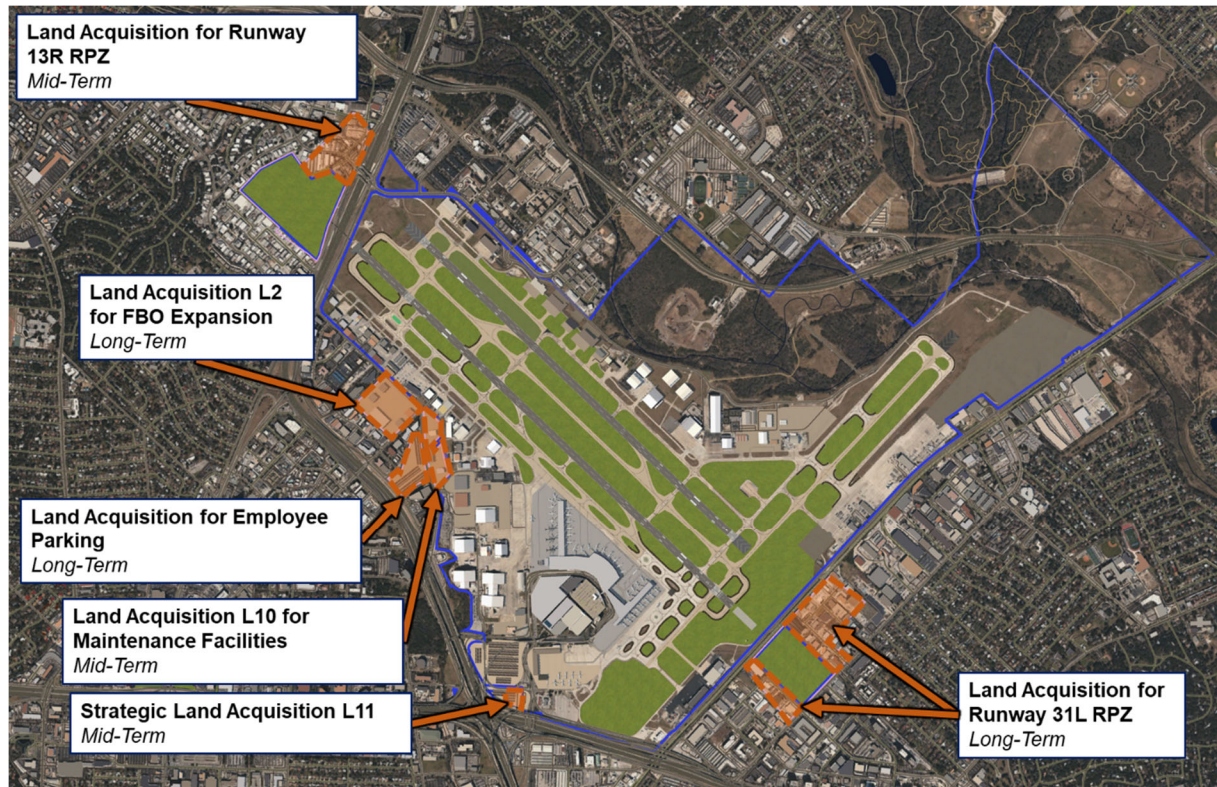 Land Acquisition for Runway
13R RPZ
Mid-Term
Land Acquisition L2
for FBO Expansion
Long-Term
Land Acquisition for Employee
Parking
Long-Term
Land Acquisition L10 for
Maintenance Facilities
Mid-Term
Strategic Land Acquisition L11
Mid-Term
Land Acquisition for
Runway 31L RPZ
Long-Term